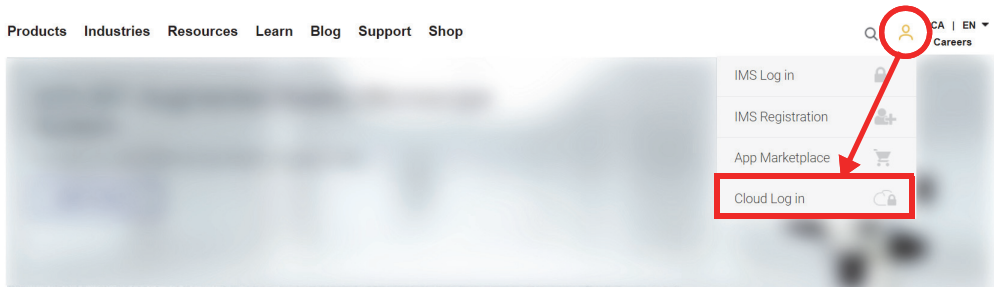 Products Industries Resources Learn Blog Support Shop
CA | EN
Careers
IMS Log in
IMS Registration
App Marketplace
Cloud Log in